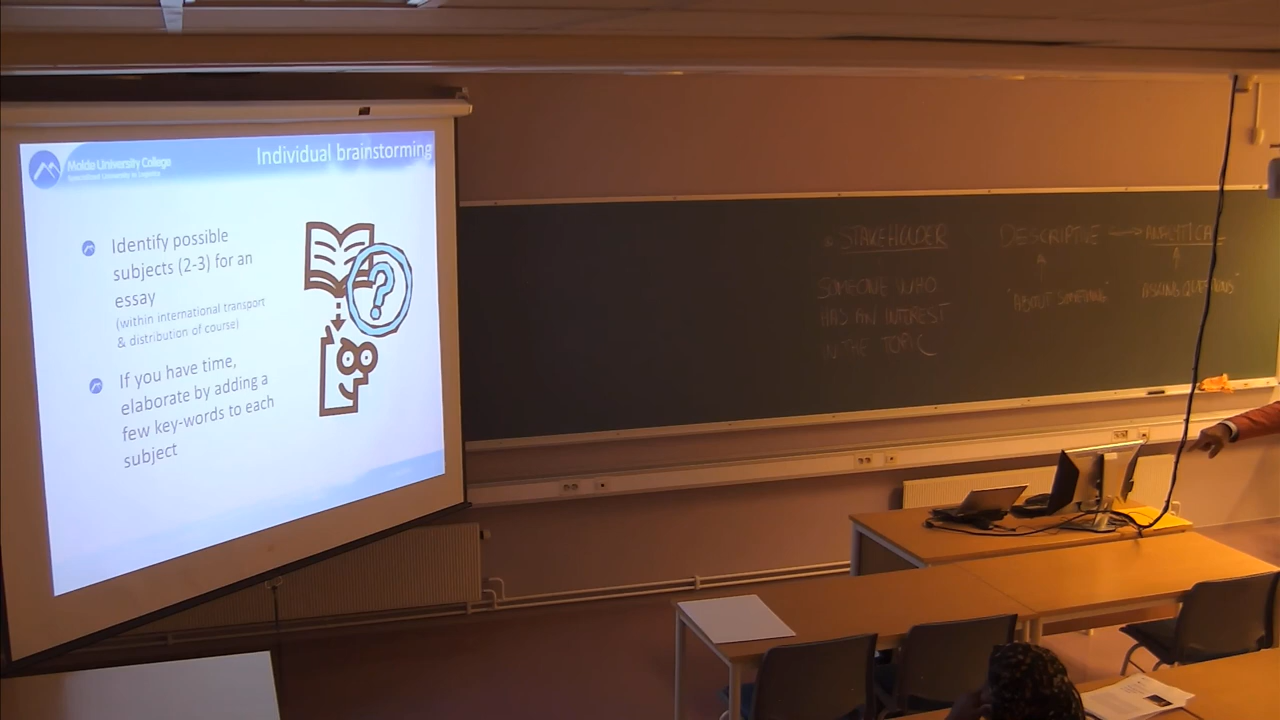 Molde University College
Specialized University in Logistics
Individual brainstorming
Identify possible
subjects (2-3) for an
essay
(within international transport
& distribution of course)
If you have time,
elaborate by adding a
few key-words to each
subject
STAKEHOLDER
SOMEONE WHO
HAS AN INTEREST
IN THE TOPIC
DESCRIPTIVE → ANALYTICAL
"ABOUT SOMETHING"
"ASKING QUESTIONS"